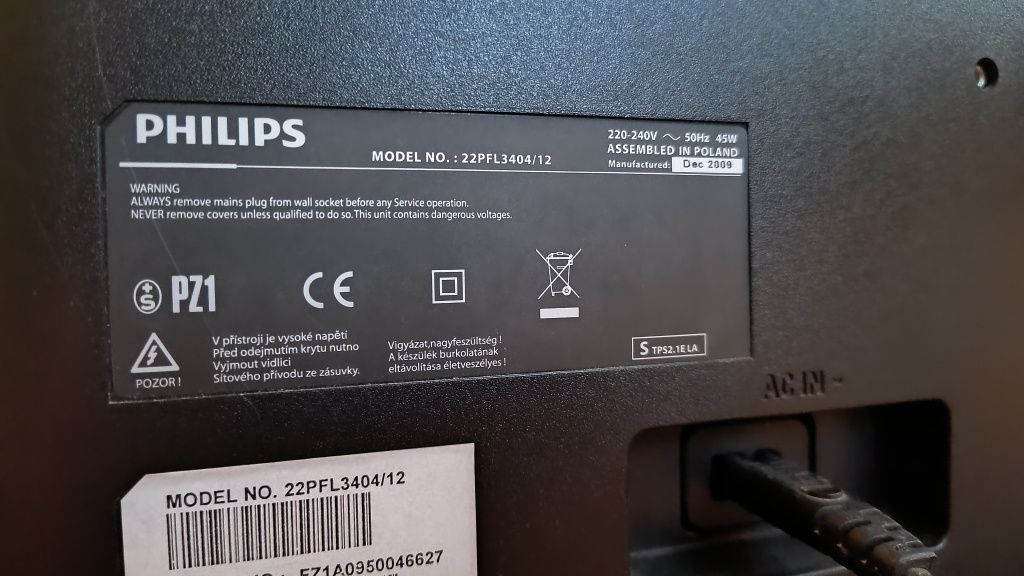 PHILIPS
220-240V ~ 50Hz 45W
ASSEMBLED IN POLAND
MODEL NO. : 22PFL3404/12
Manufactured: Dec 2009
WARNING
ALWAYS remove mains plug from wall socket before any Service operation.
NEVER remove covers unless qualified to do so. This unit contains dangerous voltages.
S PZ1
CE
V přístroji je vysoké napětí
Před odejmutím krytu nutno
Vyjmout vidlici
Síťového přívodu ze zásuvky.
POZOR !
Vigyázat,nagyfeszültség !
A készülék burkolatának
eltávolítása életveszélyes !
S TPS2.1E LA
AC IN ~
MODEL NO. 22PFL3404/12
FZ1A0950046627